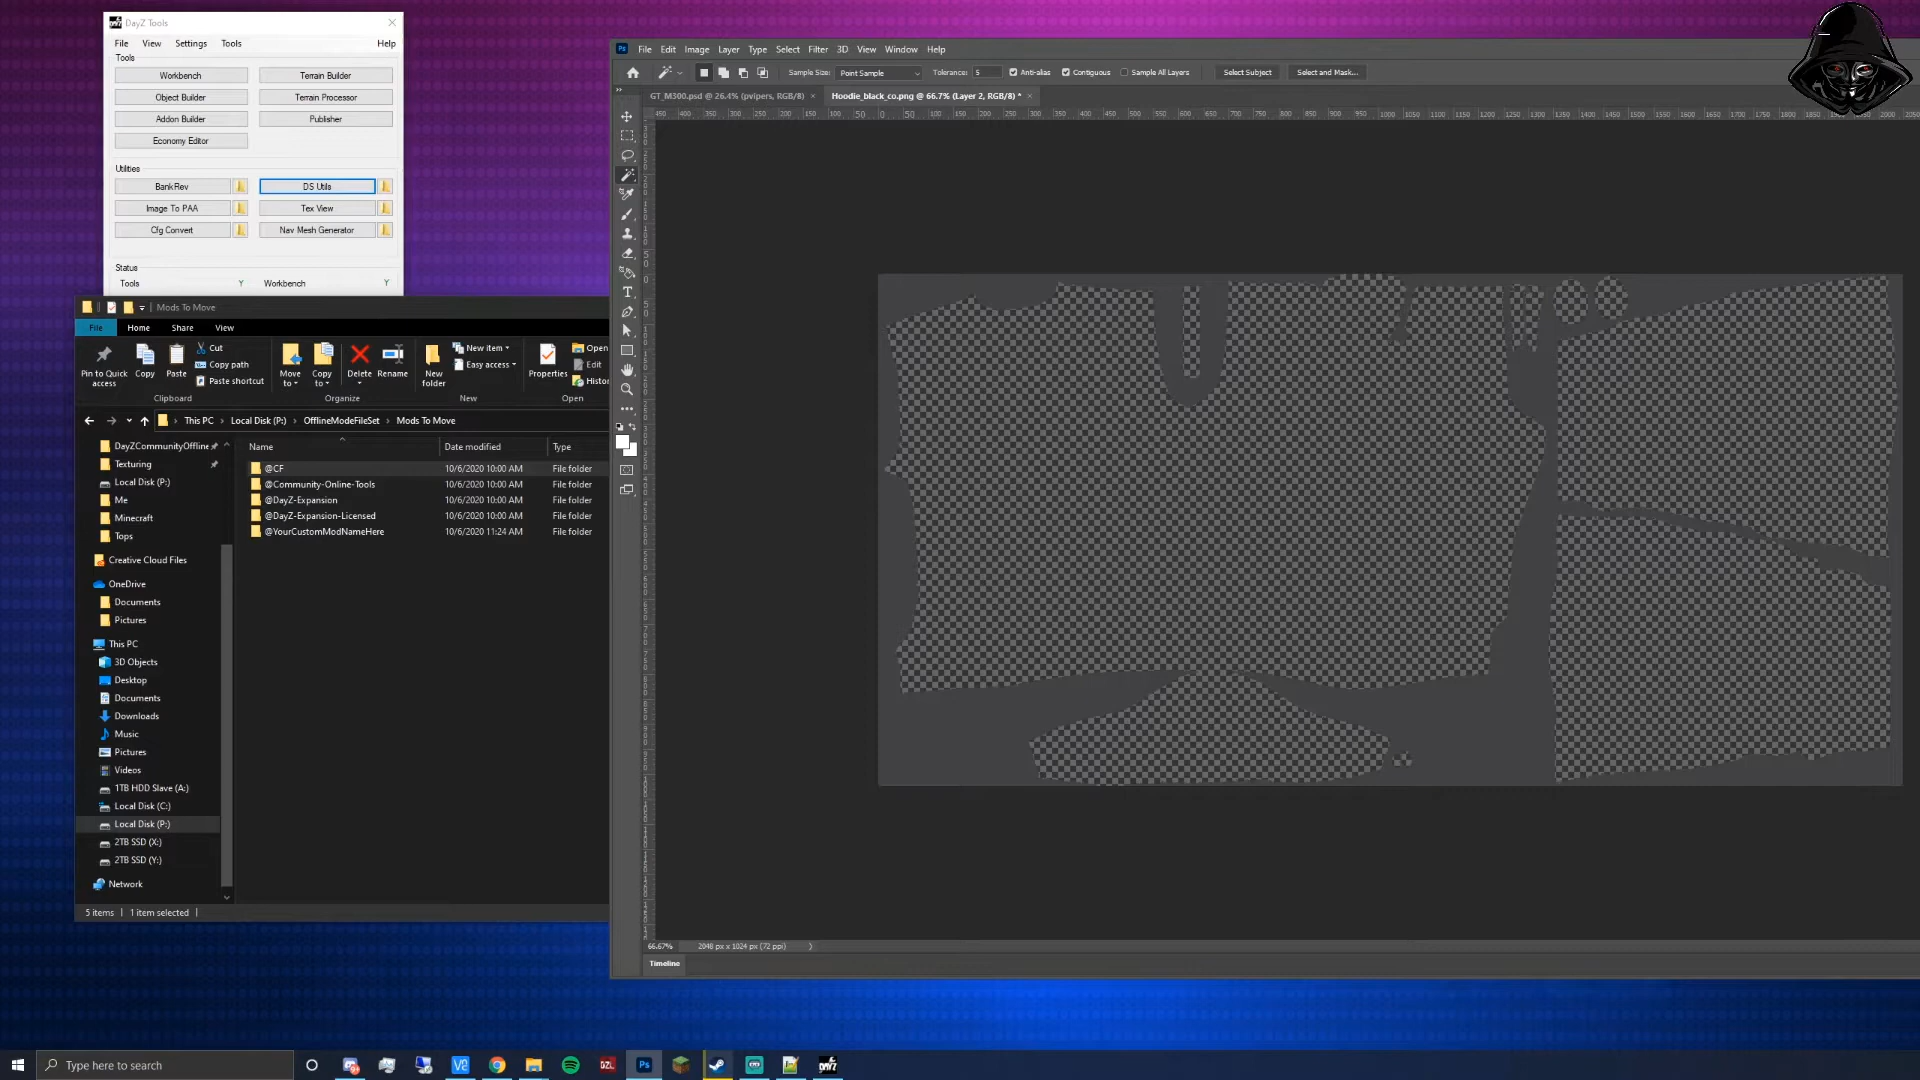 DayZ Tools
File View Settings Tools Help
Tools
Workbench Terrain Builder
Object Builder Terrain Processor
Addon Builder Publisher
Economy Editor
Utilities
BankRev DS Utils
Image To PAA Tex View
Cfg Convert Nav Mesh Generator
Status
Tools Y Workbench Y
Mods To Move
File Home Share View
Pin to Quick access
Copy
Paste
Cut
Copy path
Paste shortcut
Clipboard
Move to
Copy to
Delete
Rename
Organize
New folder
New item
Easy access
New
Properties
Open
Edit
Histor
Open
This PC Local Disk (P:) OfflineModeFileSet Mods To Move
Name Date modified Type
@CF 10/6/2020 10:00 AM File folder
@Community-Online-Tools 10/6/2020 10:00 AM File folder
@DayZ-Expansion 10/6/2020 10:00 AM File folder
@DayZ-Expansion-Licensed 10/6/2020 10:00 AM File folder
@YourCustomModNameHere 10/6/2020 11:24 AM File folder
DayZCommunityOffline
Texturing
Local Disk (P:)
Me
Minecraft
Tops
Creative Cloud Files
OneDrive
Documents
Pictures
This PC
3D Objects
Desktop
Documents
Downloads
Music
Pictures
Videos
1TB HDD Slave (A:)
Local Disk (C:)
Local Disk (P:)
2TB SSD (X:)
2TB SSD (Y:)
Network
5 items 1 item selected
Ps File Edit Image Layer Type Select Filter 3D View Window Help
Sample Size: Point Sample Tolerance: 5 Anti-alias Contiguous Sample All Layers Select Subject Select and Mask...
GT_M300.psd @ 26.4% (pvipers, RGB/8) × Hoodie_black_co.png @ 66.7% (Layer 2, RGB/8) * ×
66.67% 2048 px x 1024 px (72 ppi)
Timeline
Type here to search
Ps